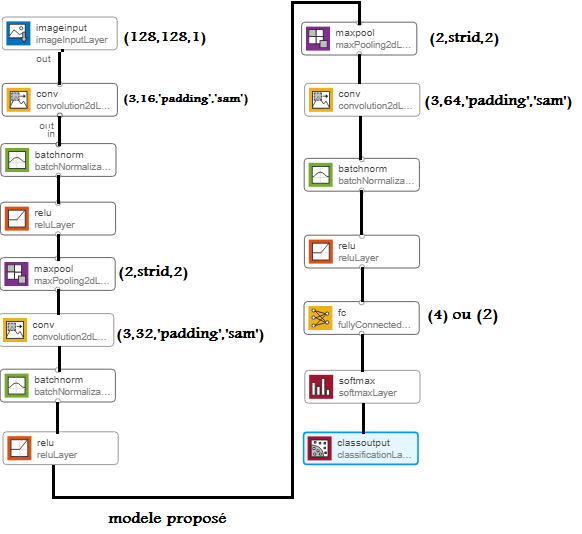 imageinput
imageInputLayer
(128,128,1)
out
conv
convolution2dL...
(3,16,'padding','sam')
out
in
batchnorm
batchNormaliza...
relu
reluLayer
maxpool
maxPooling2dL...
(2,strid,2)
conv
convolution2dL...
(3,32,'padding','sam')
batchnorm
batchNormaliza...
relu
reluLayer
maxpool
maxPooling2dL...
(2,strid,2)
conv
convolution2dL...
(3,64,'padding','sam')
batchnorm
batchNormaliza...
relu
reluLayer
fc
fullyConnected...
(4) ou (2)
softmax
softmaxLayer
classoutput
classificationLa...
modele proposé